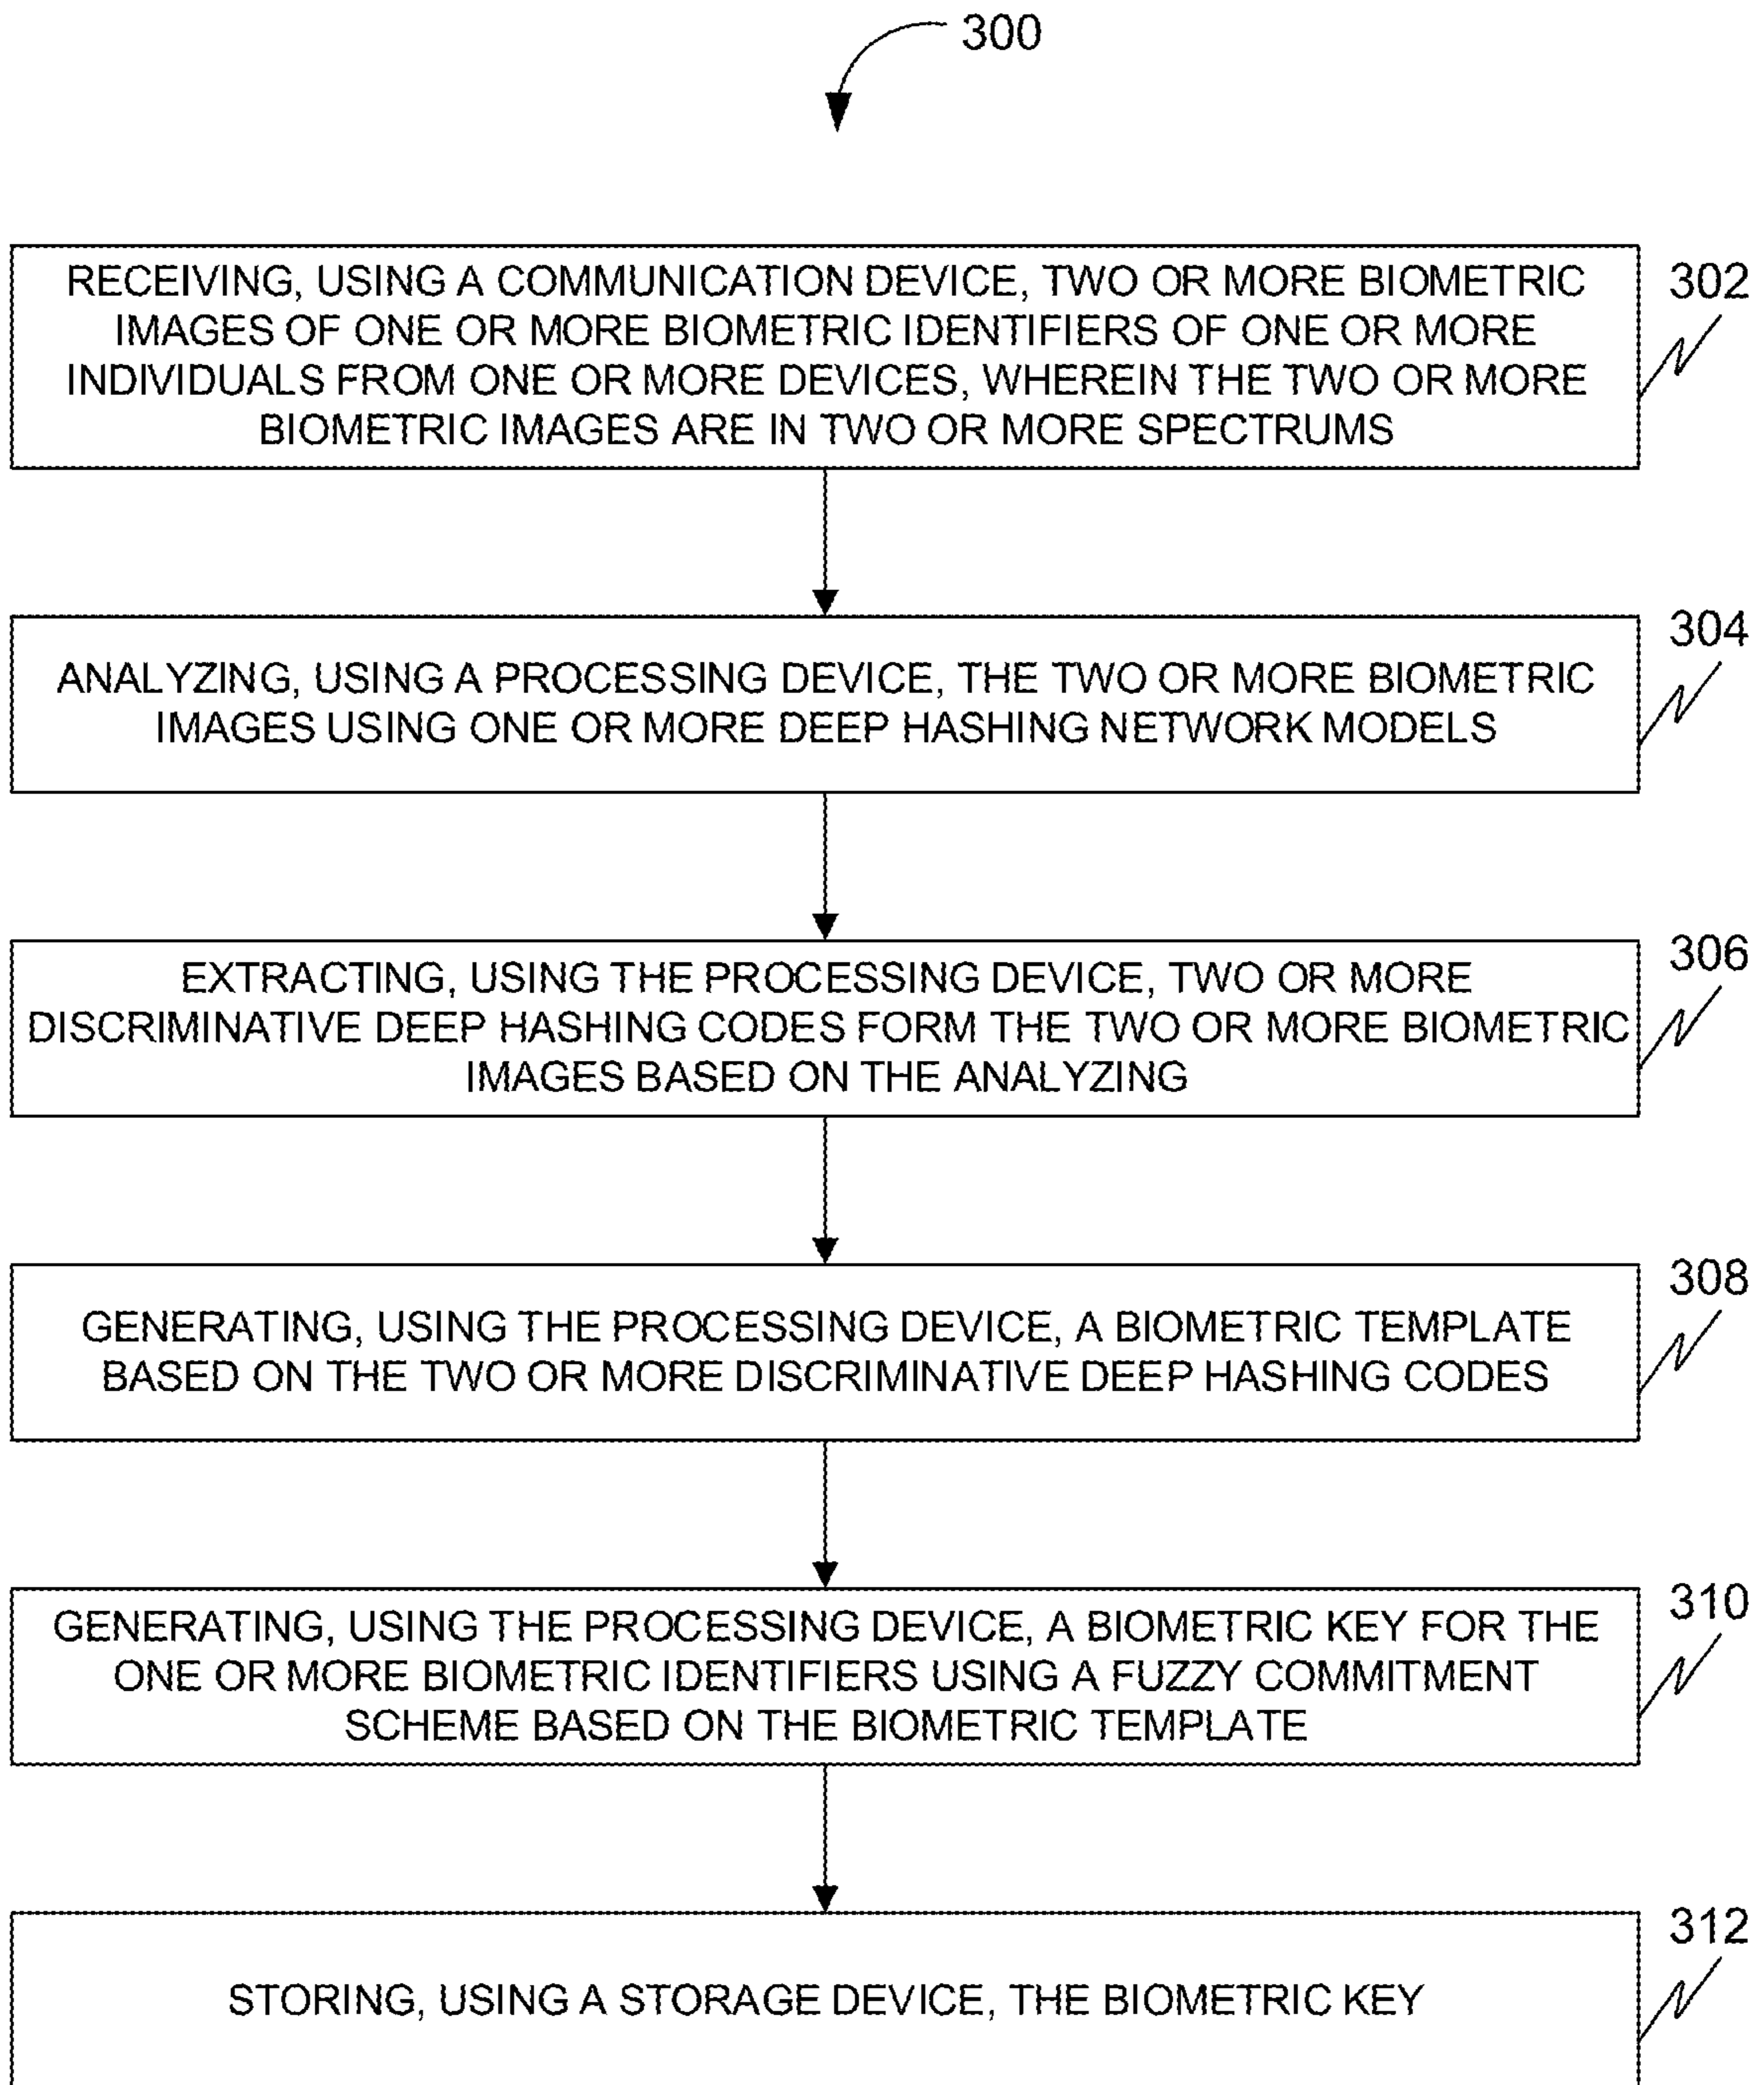 300
RECEIVING, USING A COMMUNICATION DEVICE, TWO OR MORE BIOMETRIC
IMAGES OF ONE OR MORE BIOMETRIC IDENTIFIERS OF ONE OR MORE
INDIVIDUALS FROM ONE OR MORE DEVICES, WHEREIN THE TWO OR MORE
BIOMETRIC IMAGES ARE IN TWO OR MORE SPECTRUMS
302
ANALYZING, USING A PROCESSING DEVICE, THE TWO OR MORE BIOMETRIC
IMAGES USING ONE OR MORE DEEP HASHING NETWORK MODELS
304
EXTRACTING, USING THE PROCESSING DEVICE, TWO OR MORE
DISCRIMINATIVE DEEP HASHING CODES FORM THE TWO OR MORE BIOMETRIC
IMAGES BASED ON THE ANALYZING
306
GENERATING, USING THE PROCESSING DEVICE, A BIOMETRIC TEMPLATE
BASED ON THE TWO OR MORE DISCRIMINATIVE DEEP HASHING CODES
308
GENERATING, USING THE PROCESSING DEVICE, A BIOMETRIC KEY FOR THE
ONE OR MORE BIOMETRIC IDENTIFIERS USING A FUZZY COMMITMENT
SCHEME BASED ON THE BIOMETRIC TEMPLATE
310
STORING, USING A STORAGE DEVICE, THE BIOMETRIC KEY
312